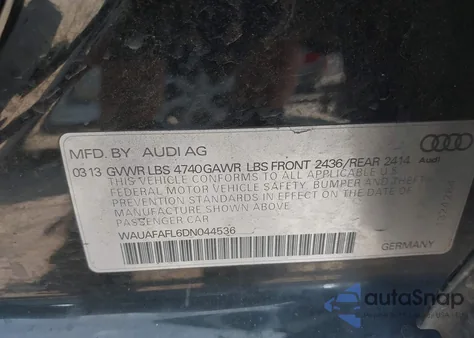 MFD. BY AUDI AG
0313 GVWR LBS 4740 GAWR LBS FRONT 2436/REAR 2414
THIS VEHICLE CONFORMS TO ALL APPLICABLE U.S.
FEDERAL MOTOR VEHICLE SAFETY, BUMPER, AND THEFT
PREVENTION STANDARDS IN EFFECT ON THE DATE OF
MANUFACTURE SHOWN ABOVE.
PASSENGER CAR
WAUAFAFL6DN044536
GERMANY
Audi
autoSnap